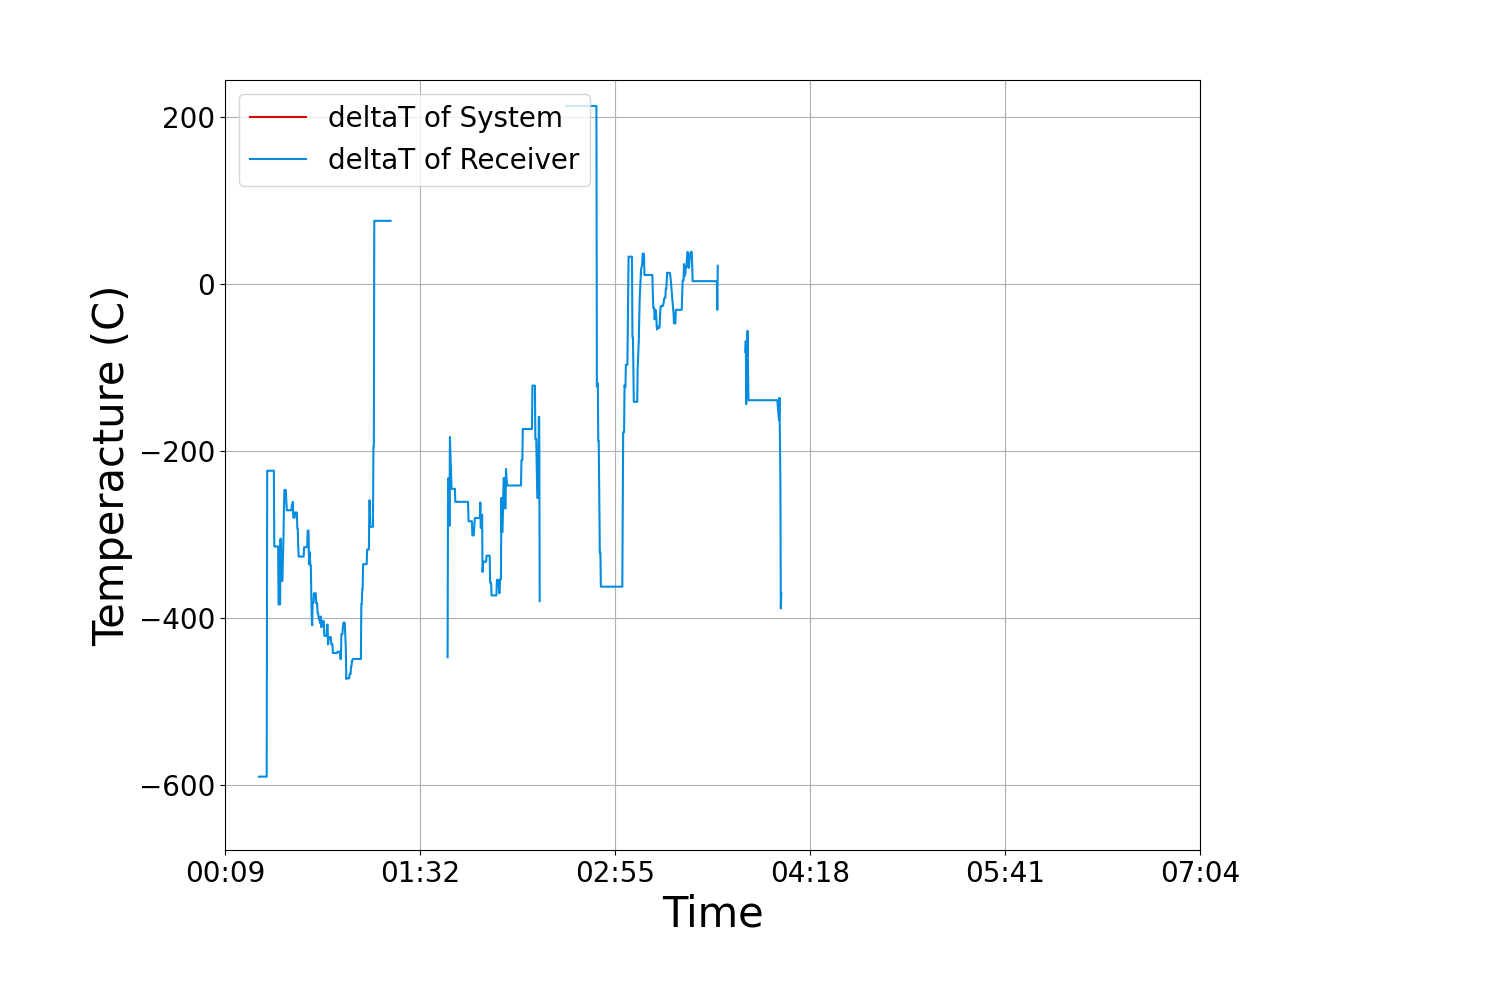 deltaT of System
deltaT of Receiver
200
0
−200
−400
−600
Temperacture (C)
00:09 01:32 02:55 04:18 05:41 07:04
Time